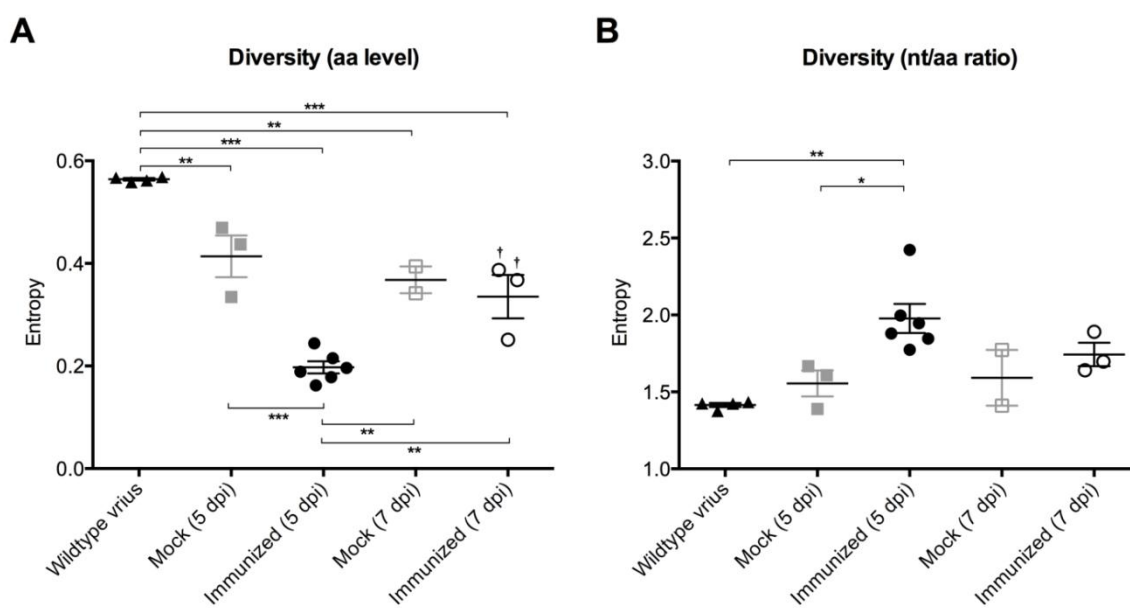 A
Diversity (aa level)
***
**
***
**
0.6
0.4
0.2
0.0
Entropy
† †
***
**
**
Wildtype vrius
Mock (5 dpi)
Immunized (5 dpi)
Mock (7 dpi)
Immunized (7 dpi)
B
Diversity (nt/aa ratio)
**
*
3.0
2.5
2.0
1.5
1.0
Entropy
Wildtype vrius
Mock (5 dpi)
Immunized (5 dpi)
Mock (7 dpi)
Immunized (7 dpi)